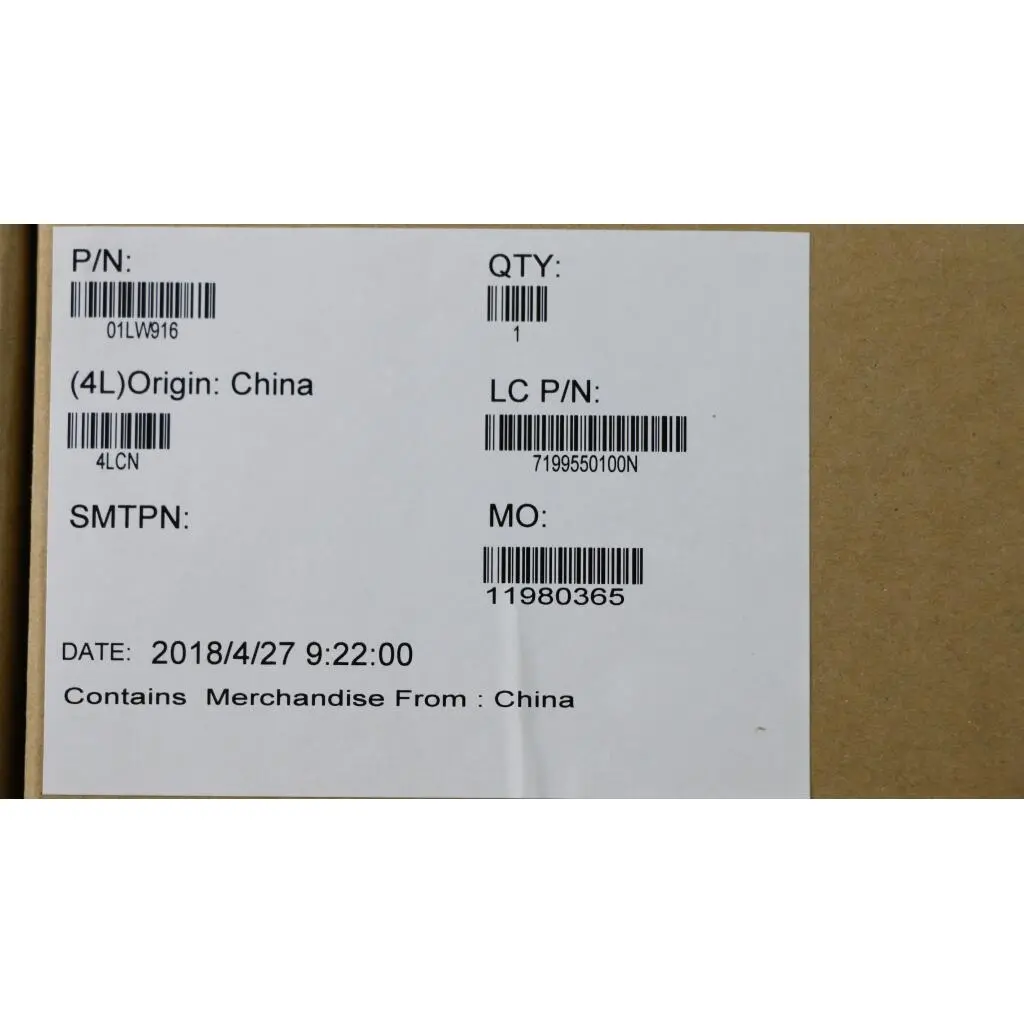 P/N:
QTY:
01LW916
1
(4L)Origin: China
LC P/N:
4LCN
7199550100N
SMTPN:
MO:
11980365
DATE: 2018/4/27 9:22:00
Contains Merchandise From : China